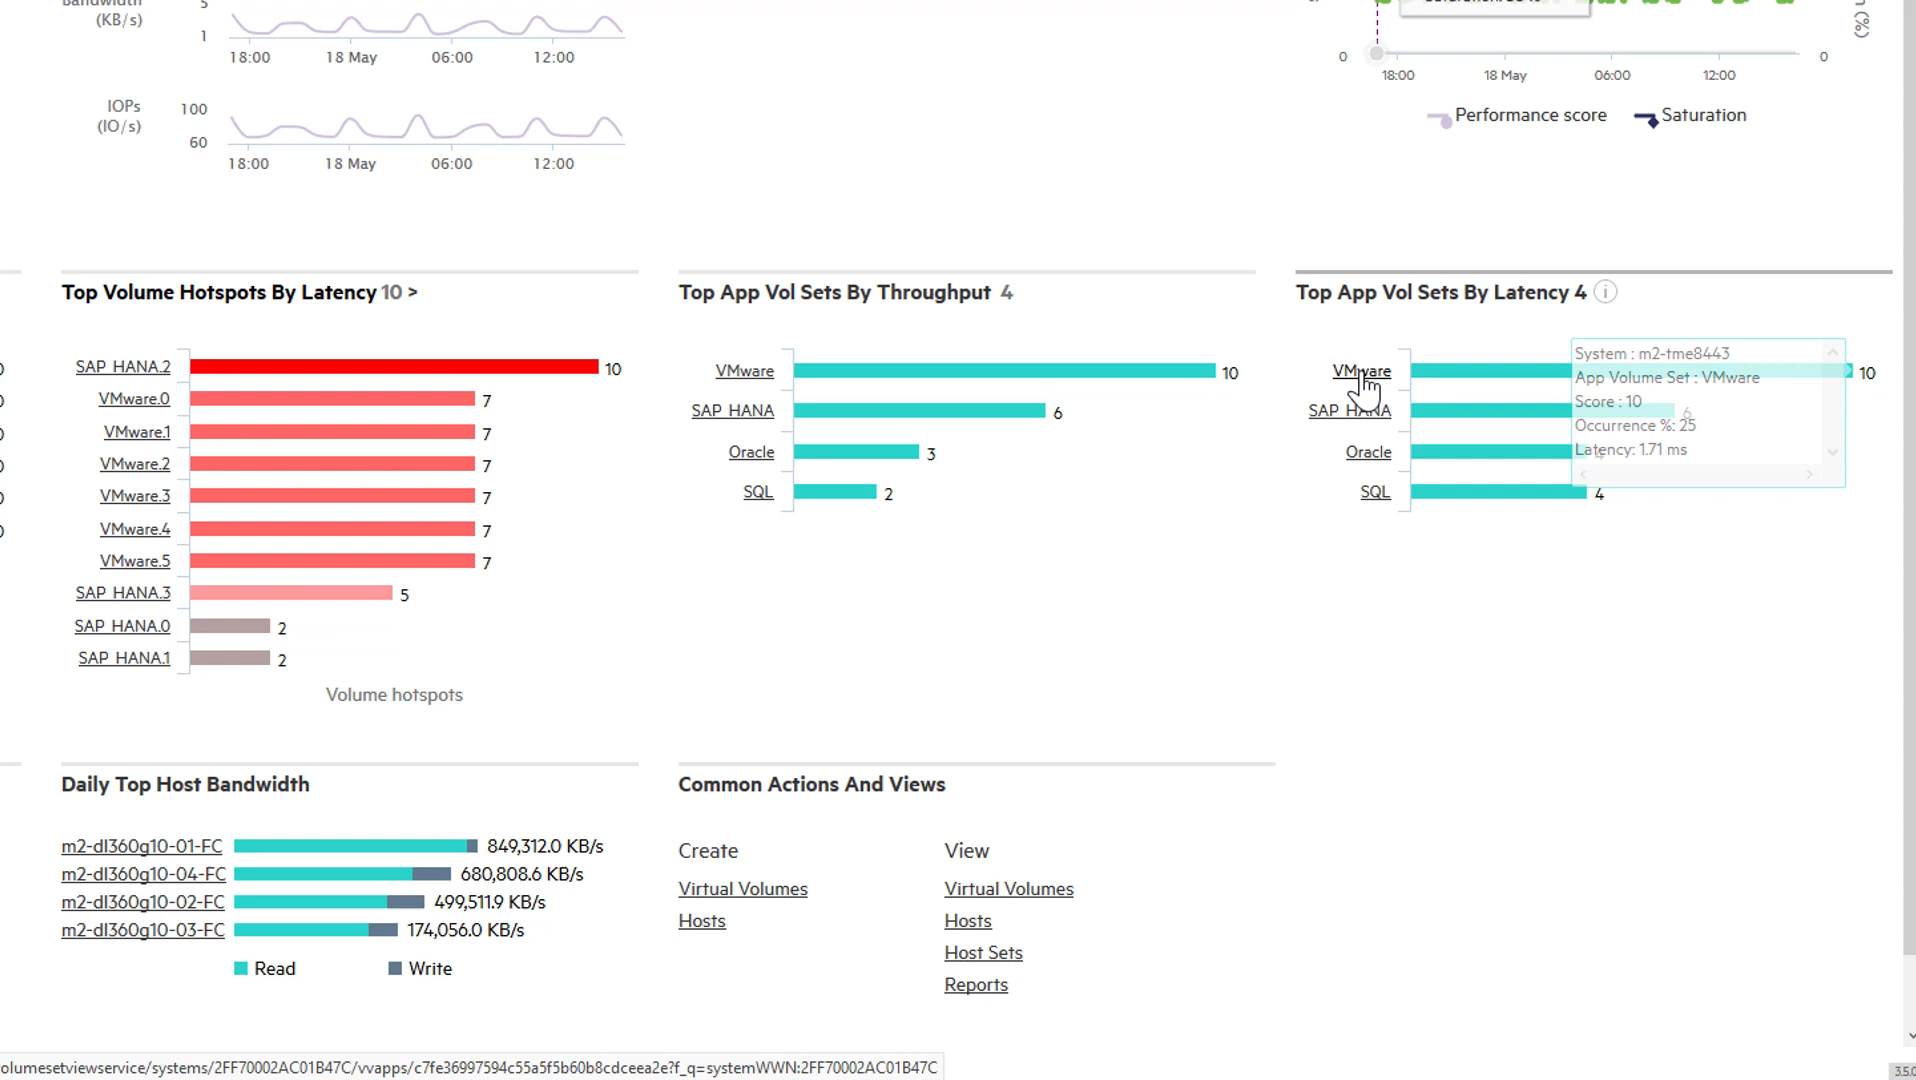 (KB/s)
5
1
18:00 18 May 06:00 12:00
IOPs
(IO/s)
100
60
18:00 18 May 06:00 12:00
0
0
18:00 18 May 06:00 12:00
(%)
Performance score Saturation
Top Volume Hotspots By Latency 10 >
SAP_HANA.2 10
VMware.0 7
VMware.1 7
VMware.2 7
VMware.3 7
VMware.4 7
VMware.5 7
SAP_HANA.3 5
SAP_HANA.0 2
SAP_HANA.1 2
Volume hotspots
Top App Vol Sets By Throughput 4
VMware 10
SAP_HANA 6
Oracle 3
SQL 2
Top App Vol Sets By Latency 4 i
VMware 10
SAP_HANA 6
Oracle
SQL 4
System : m2-tme8443
App Volume Set : VMware
Score : 10
Occurrence %: 25
Latency: 1.71 ms
Daily Top Host Bandwidth
m2-dl360g10-01-FC 849,312.0 KB/s
m2-dl360g10-04-FC 680,808.6 KB/s
m2-dl360g10-02-FC 499,511.9 KB/s
m2-dl360g10-03-FC 174,056.0 KB/s
Read Write
Common Actions And Views
Create
Virtual Volumes
Hosts
View
Virtual Volumes
Hosts
Host Sets
Reports
olumesetviewservice/systems/2FF70002AC01B47C/vvapps/c7fe36997594c55a5f5b60b8cdceea2e?f_q=systemWWN:2FF70002AC01B47C